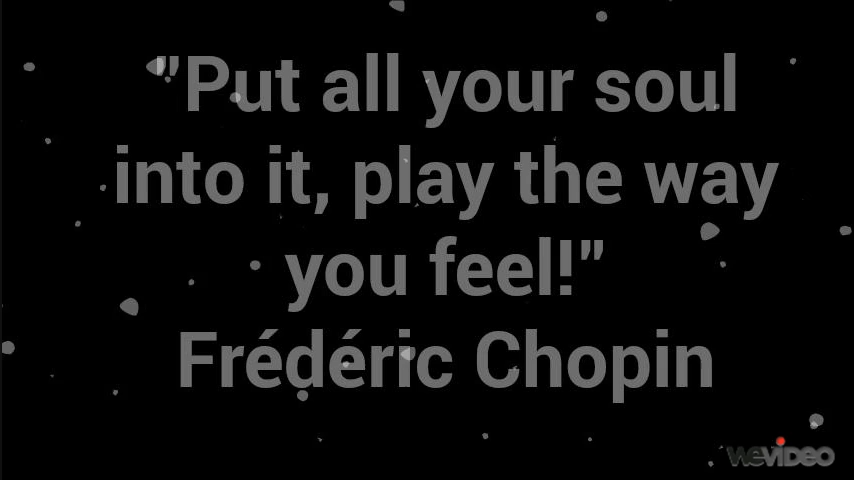 "Put all your soul
into it, play the way
you feel!"
Frédéric Chopin
WEVIDEO